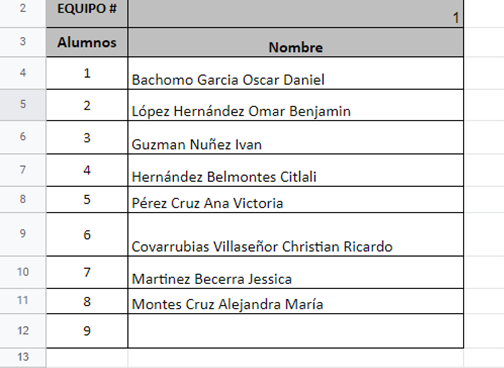 2 EQUIPO # 1
3 Alumnos Nombre
4 1 Bachomo Garcia Oscar Daniel
5 2 López Hernández Omar Benjamin
6 3 Guzman Nuñez Ivan
7 4 Hernández Belmontes Citlali
8 5 Pérez Cruz Ana Victoria
9 6 Covarrubias Villaseñor Christian Ricardo
10 7 Martinez Becerra Jessica
11 8 Montes Cruz Alejandra María
12 9
13